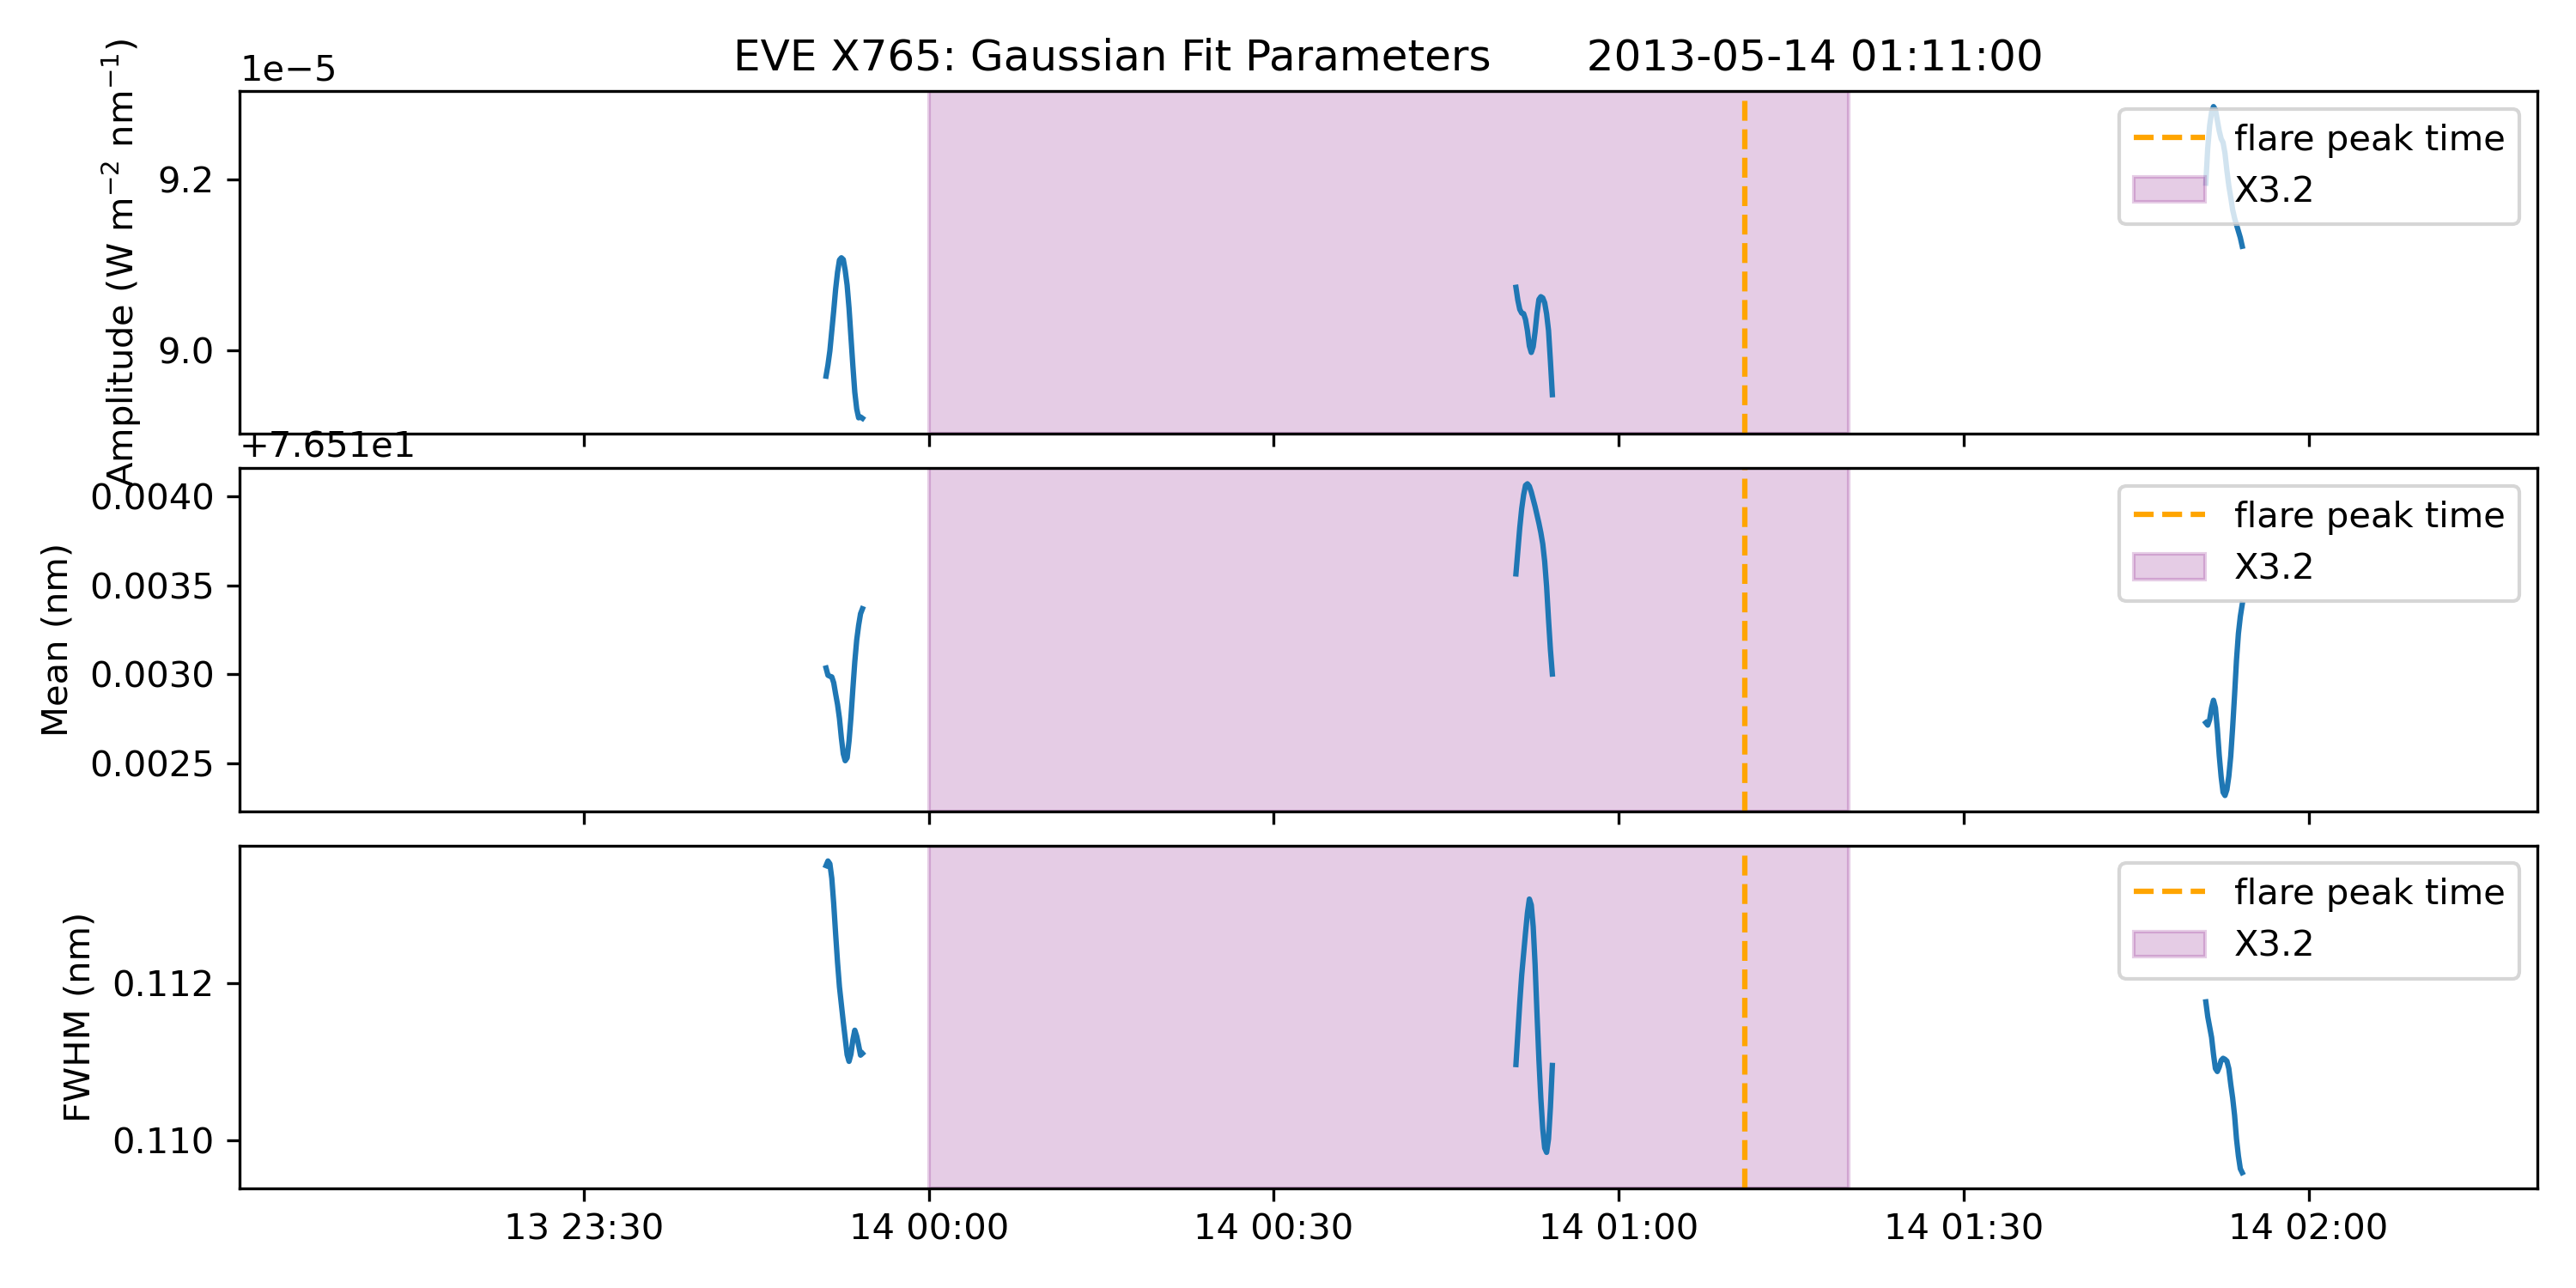 EVE X765: Gaussian Fit Parameters 2013-05-14 01:11:00
1e−5
Amplitude (W m⁻² nm⁻¹)
9.2
9.0
flare peak time
X3.2
+7.651e1
Mean (nm)
0.0040
0.0035
0.0030
0.0025
flare peak time
X3.2
FWHM (nm)
0.112
0.110
flare peak time
X3.2
13 23:30 14 00:00 14 00:30 14 01:00 14 01:30 14 02:00